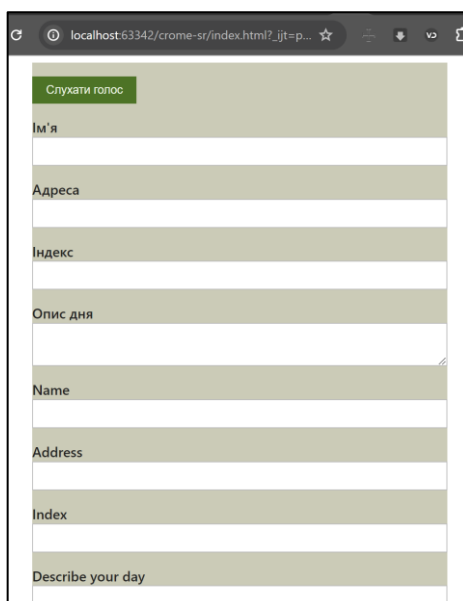 localhost:63342/crome-sr/index.html?_ijt=p...
Слухати голос
Ім'я
Адреса
Індекс
Опис дня
Name
Address
Index
Describe your day